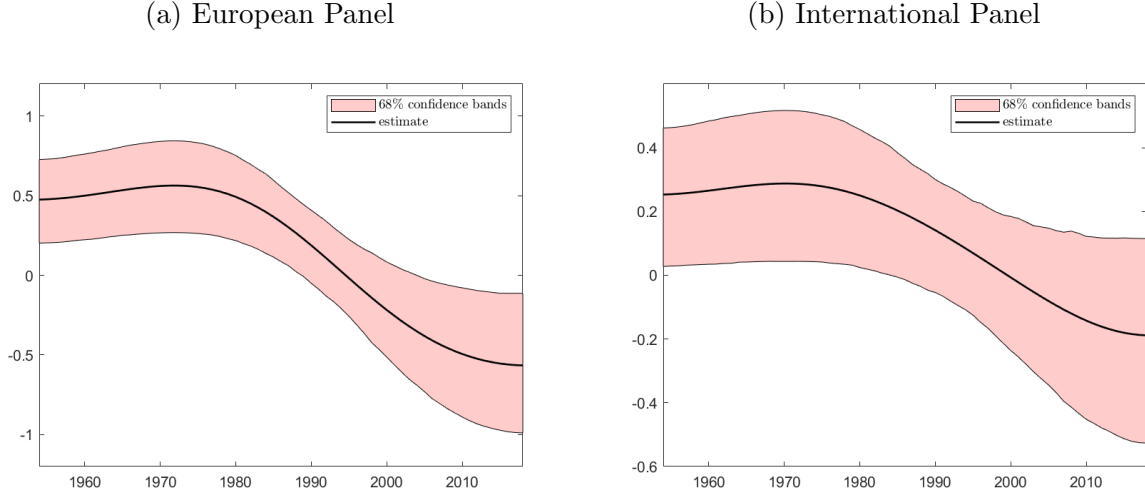 (a) European Panel
68% confidence bands
estimate
1
0.5
0
-0.5
-1
1960 1970 1980 1990 2000 2010
(b) International Panel
68% confidence bands
estimate
0.4
0.2
0
-0.2
-0.4
-0.6
1960 1970 1980 1990 2000 2010